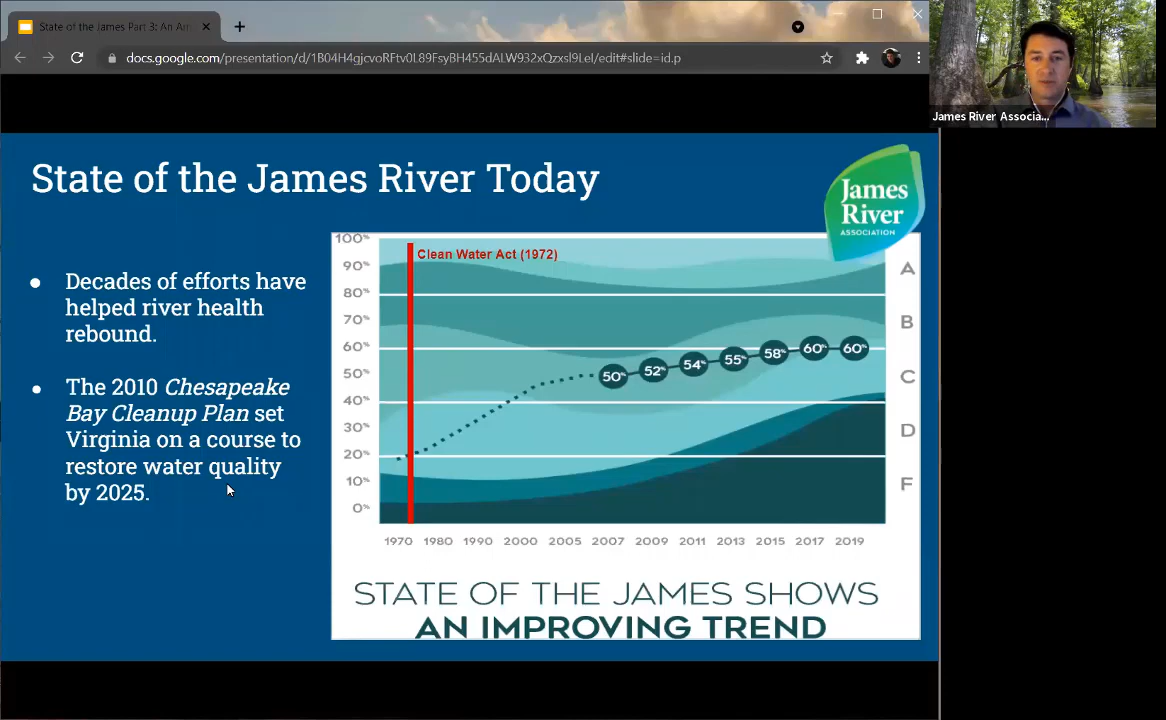 State of the James Part 3: An Am
docs.google.com/presentation/d/1B04H4gjcvoRFtv0L89FsyBH455dALW932xQzxsl9LeI/edit#slide=id.p
James River Associa...
State of the James River Today
James
River
ASSOCIATION
● Decades of efforts have
helped river health
rebound.
● The 2010 Chesapeake
Bay Cleanup Plan set
Virginia on a course to
restore water quality
by 2025.
Clean Water Act (1972)
100%
90%
80%
70%
60%
50%
40%
30%
20%
10%
0%
A
B
C
D
F
50% 52% 54% 55% 58% 60% 60%
1970 1980 1990 2000 2005 2007 2009 2011 2013 2015 2017 2019
STATE OF THE JAMES SHOWS
AN IMPROVING TREND